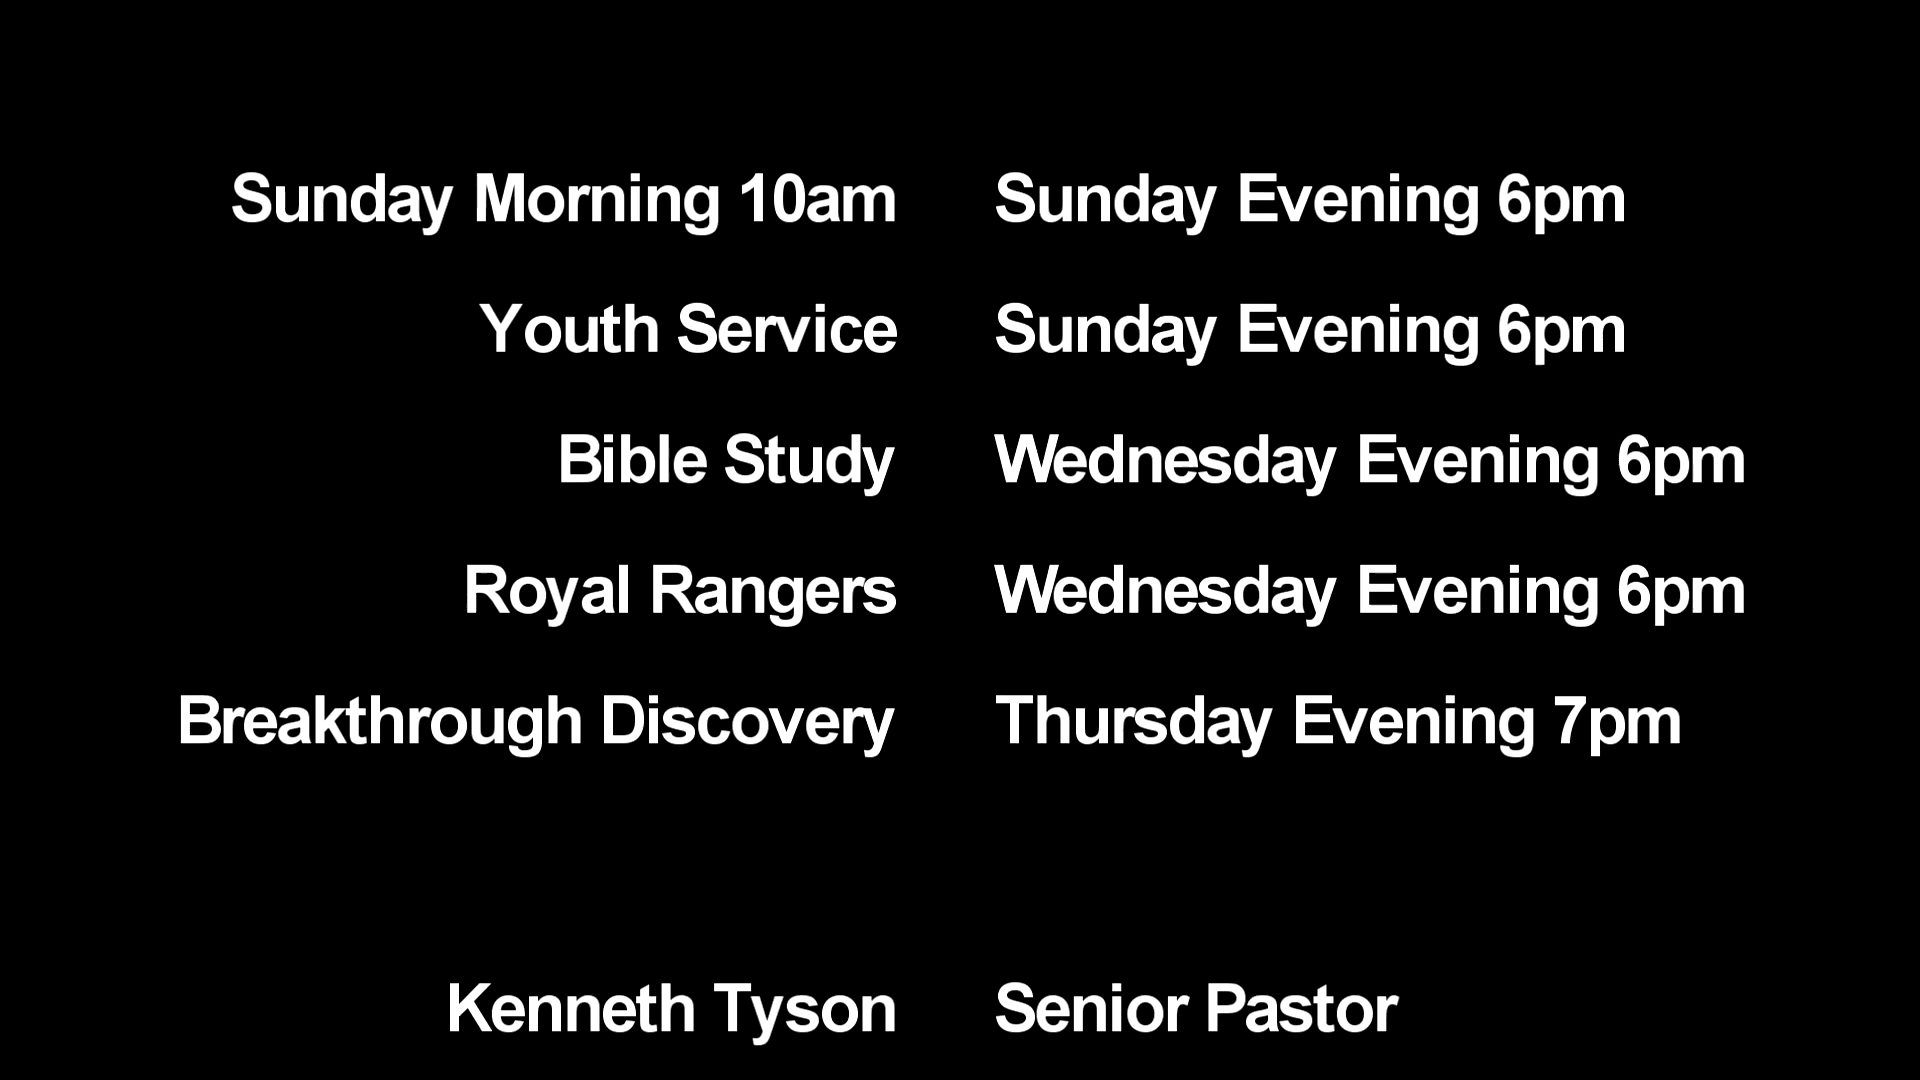 Sunday Morning 10am Sunday Evening 6pm
Youth Service Sunday Evening 6pm
Bible Study Wednesday Evening 6pm
Royal Rangers Wednesday Evening 6pm
Breakthrough Discovery Thursday Evening 7pm
Kenneth Tyson Senior Pastor